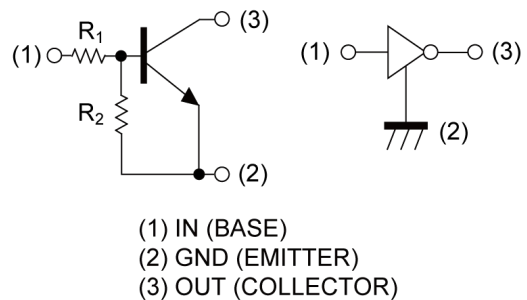 (3)
(1)
R1
R2
(2)
(1)
(3)
(2)
(1) IN (BASE)
(2) GND (EMITTER)
(3) OUT (COLLECTOR)